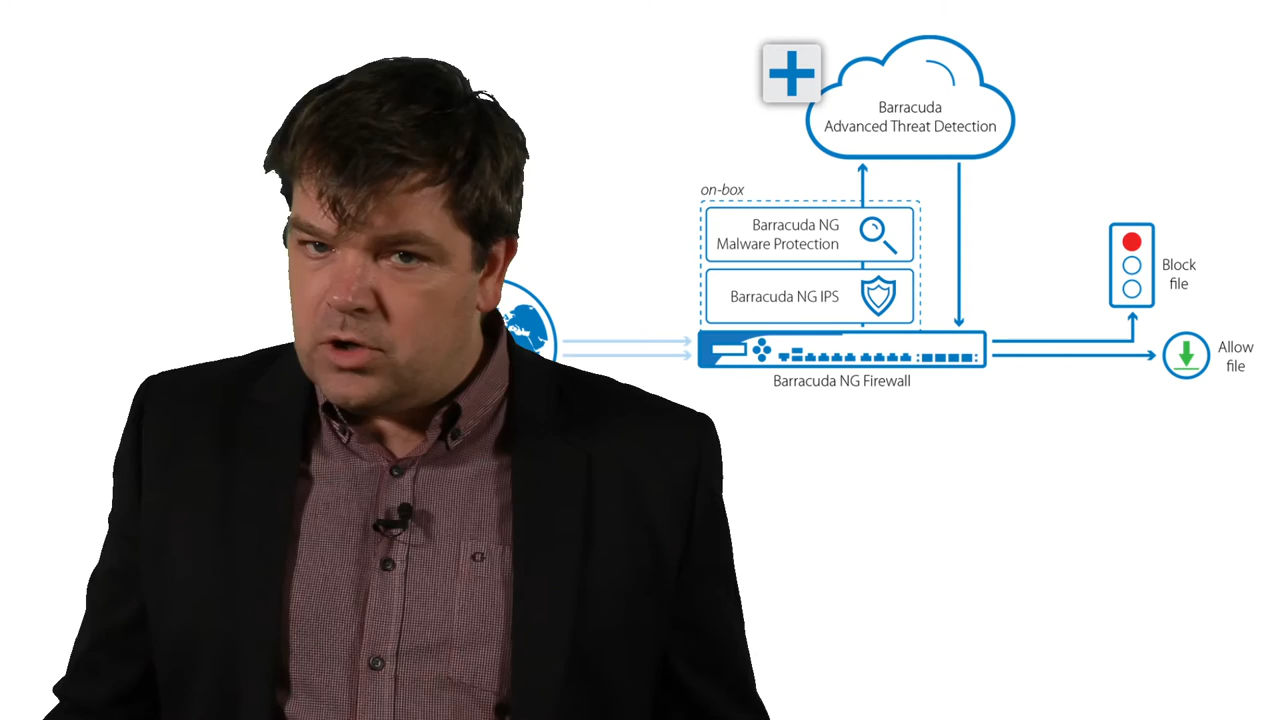 Barracuda
Advanced Threat Detection
on-box
Barracuda NG
Malware Protection
Barracuda NG IPS
Block
file
Allow
file
Barracuda NG Firewall